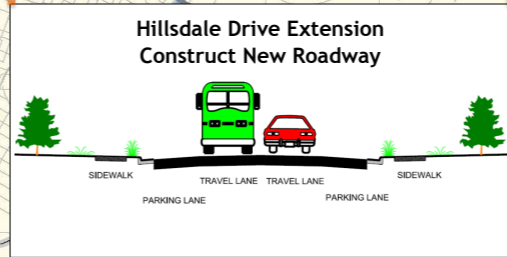 Hillsdale Drive Extension
Construct New Roadway
SIDEWALK TRAVEL LANE TRAVEL LANE SIDEWALK
PARKING LANE PARKING LANE